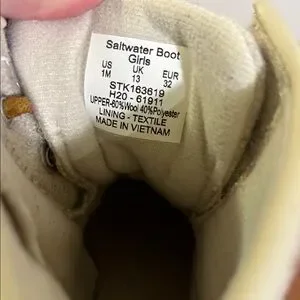 Saltwater Boot
Girls
US UK EUR
1M 13 32
STK163619
H20 - 61911
UPPER-60%Wool 40%Polyester
LINING - TEXTILE
MADE IN VIETNAM